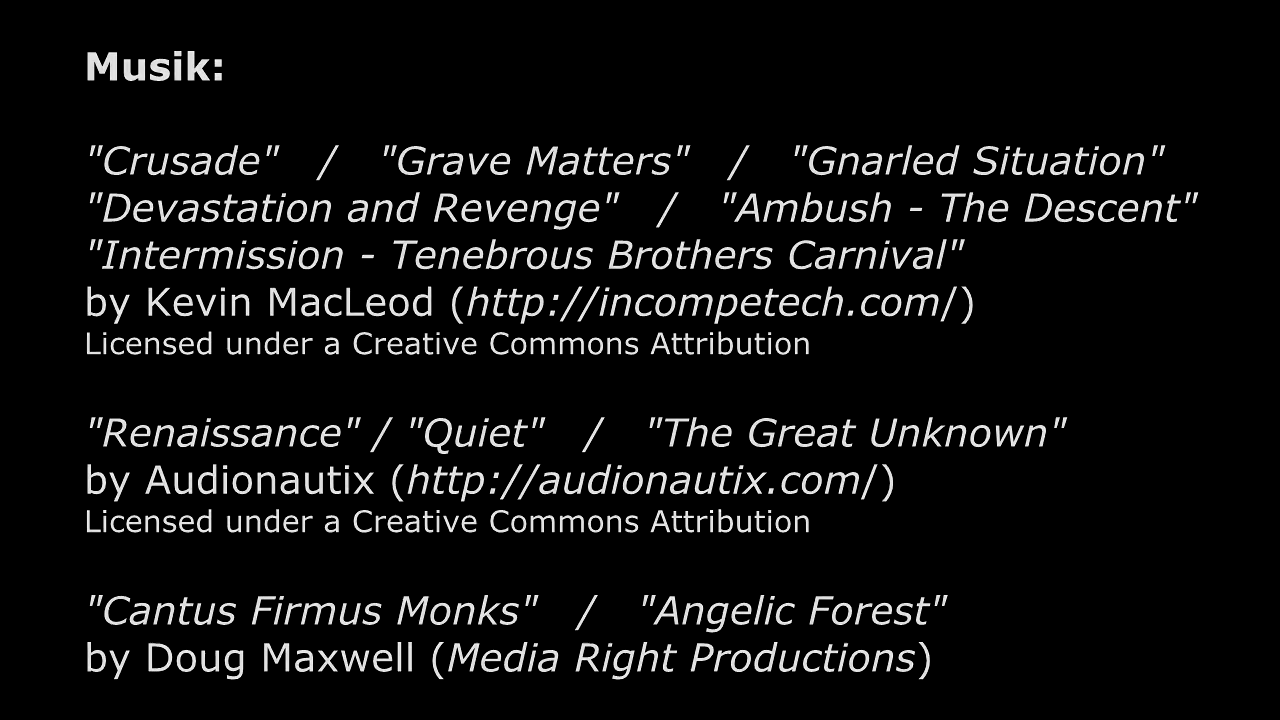 Musik:
"Crusade" / "Grave Matters" / "Gnarled Situation"
"Devastation and Revenge" / "Ambush - The Descent"
"Intermission - Tenebrous Brothers Carnival"
by Kevin MacLeod (http://incompetech.com/)
Licensed under a Creative Commons Attribution
"Renaissance" / "Quiet" / "The Great Unknown"
by Audionautix (http://audionautix.com/)
Licensed under a Creative Commons Attribution
"Cantus Firmus Monks" / "Angelic Forest"
by Doug Maxwell (Media Right Productions)